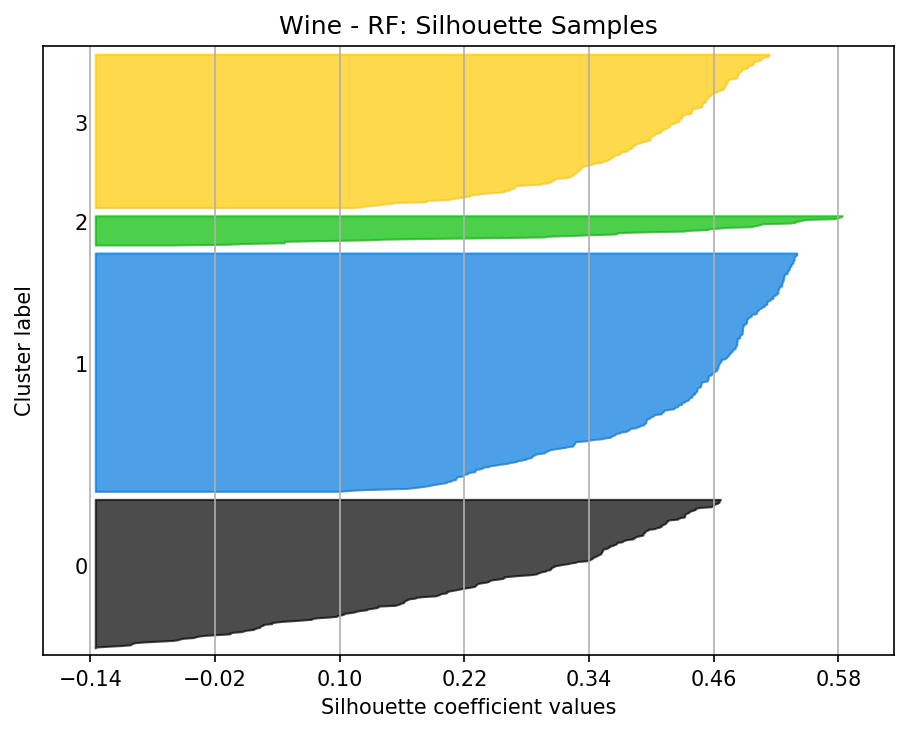 Wine - RF: Silhouette Samples
3
2
1
0
Cluster label
−0.14 −0.02 0.10 0.22 0.34 0.46 0.58
Silhouette coefficient values